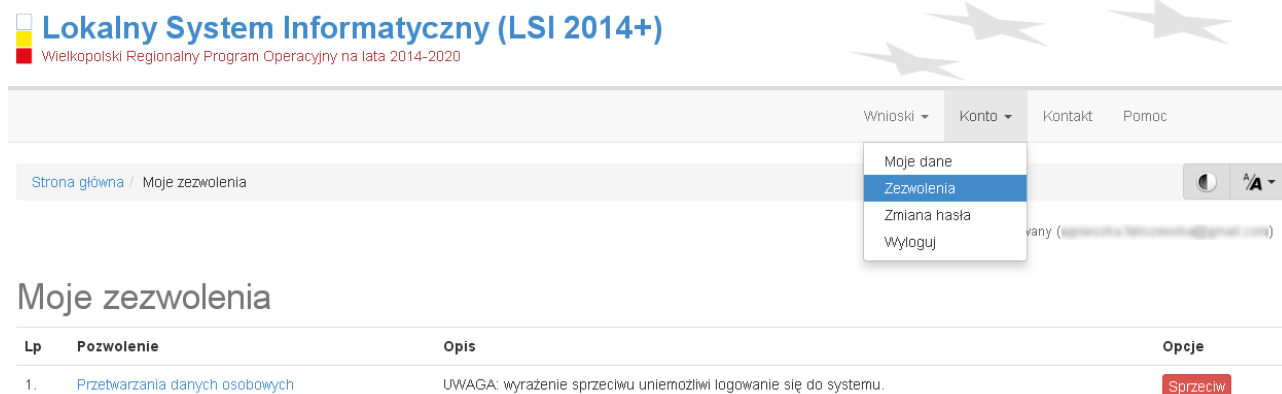 Lokalny System Informatyczny (LSI 2014+)
Wielkopolski Regionalny Program Operacyjny na lata 2014-2020
Wnioski Konto Kontakt Pomoc
Moje dane
Zezwolenia
Zmiana hasła
Wyloguj
Strona główna / Moje zezwolenia
A/A
wany ( )
Moje zezwolenia
Lp Pozwolenie Opis Opcje
1. Przetwarzania danych osobowych UWAGA: wyrażenie sprzeciwu uniemożliwi logowanie się do systemu. Sprzeciw